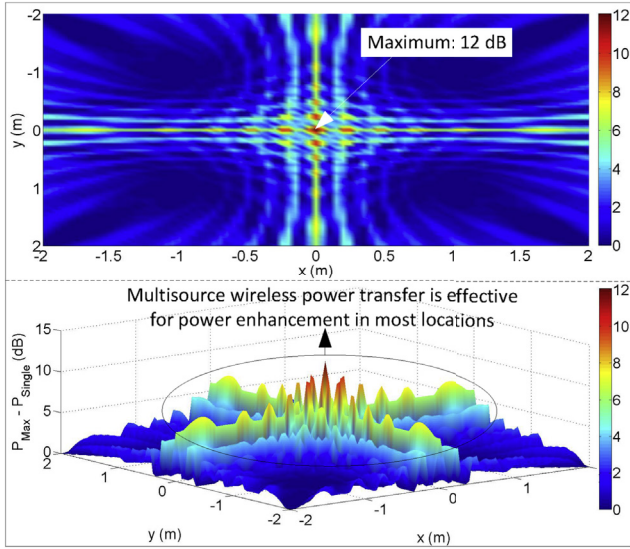 -2
-1
0
1
2
y (m)
-2 -1.5 -1 -0.5 0 0.5 1 1.5 2
x (m)
Maximum: 12 dB
12
10
8
6
4
2
0
Multisource wireless power transfer is effective
for power enhancement in most locations
15
10
5
0
P_Max - P_Single (dB)
2 1 0 -1 -2
y (m)
-2 -1 0 1
x (m)
12
10
8
6
4
2
0